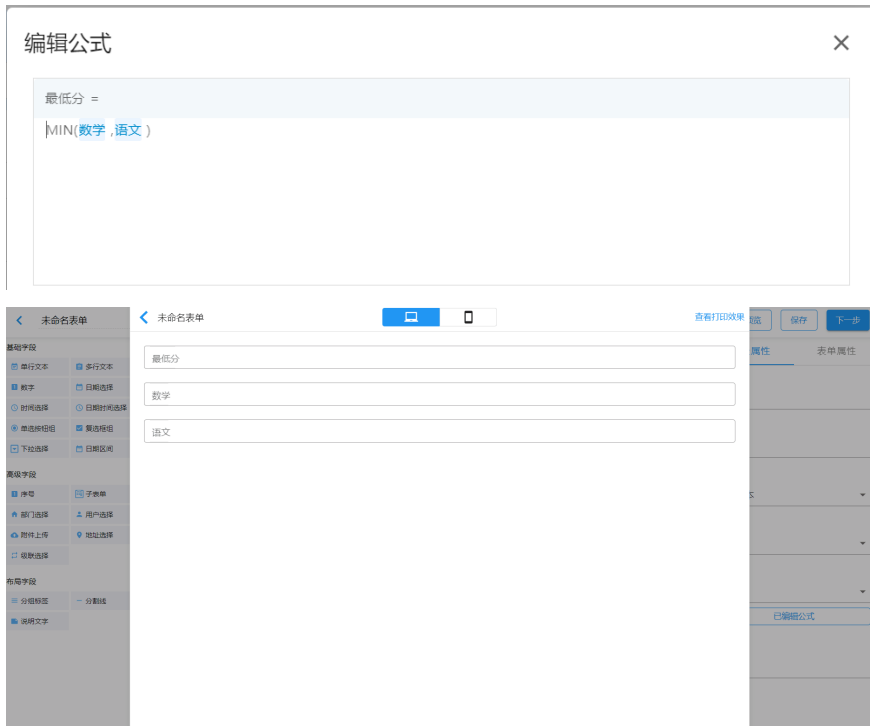 编辑公式
最低分 =
MIN(数学 ,语文 )
未命名表单
未命名表单
查看打印效果
保存
下一步
基础字段
属性
表单属性
单行文本
多行文本
最低分
数字
日期选择
数学
时间选择
日期时间选择
单选按钮组
复选框组
语文
下拉选择
日期区间
高级字段
序号
子表单
部门选择
用户选择
附件上传
地址选择
级联选择
布局字段
分组标签
分割线
已编辑公式
说明文字